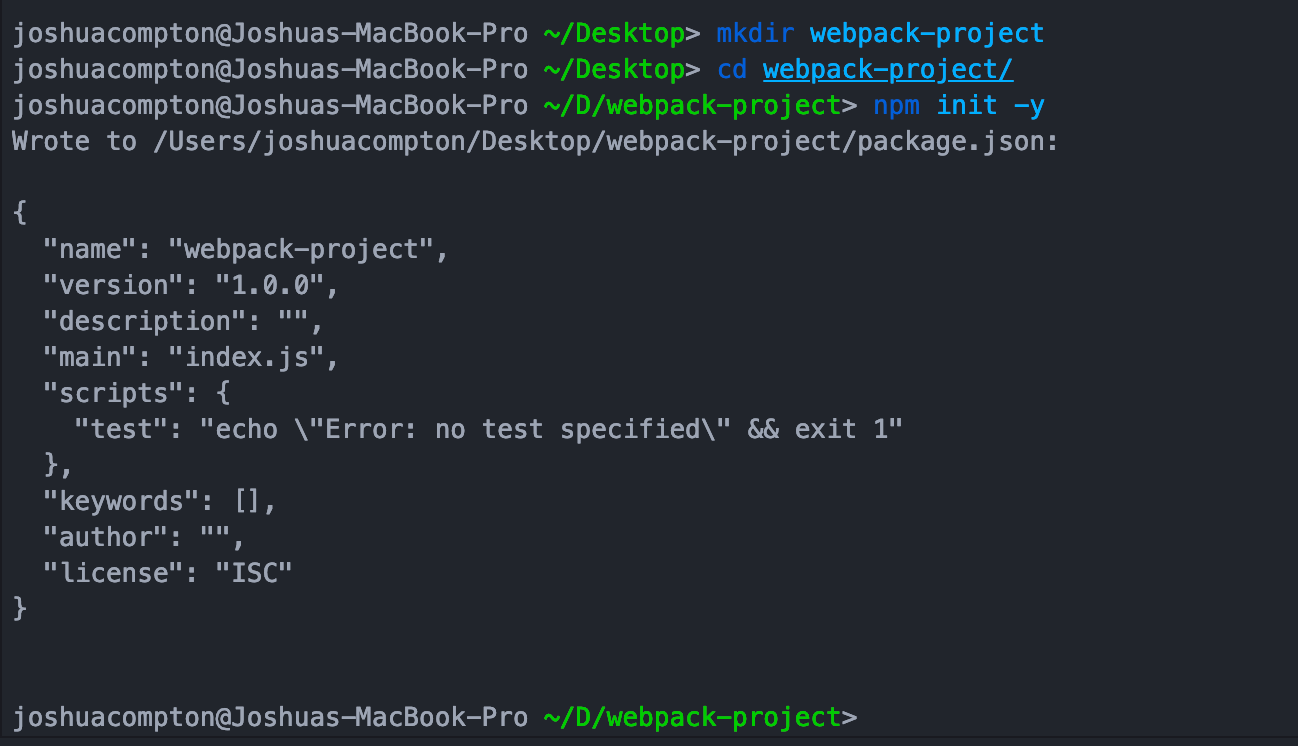 joshuacompton@Joshuas-MacBook-Pro ~/Desktop> mkdir webpack-project
joshuacompton@Joshuas-MacBook-Pro ~/Desktop> cd webpack-project/
joshuacompton@Joshuas-MacBook-Pro ~/D/webpack-project> npm init -y
Wrote to /Users/joshuacompton/Desktop/webpack-project/package.json:

{
  "name": "webpack-project",
  "version": "1.0.0",
  "description": "",
  "main": "index.js",
  "scripts": {
    "test": "echo \"Error: no test specified\" && exit 1"
  },
  "keywords": [],
  "author": "",
  "license": "ISC"
}

joshuacompton@Joshuas-MacBook-Pro ~/D/webpack-project>